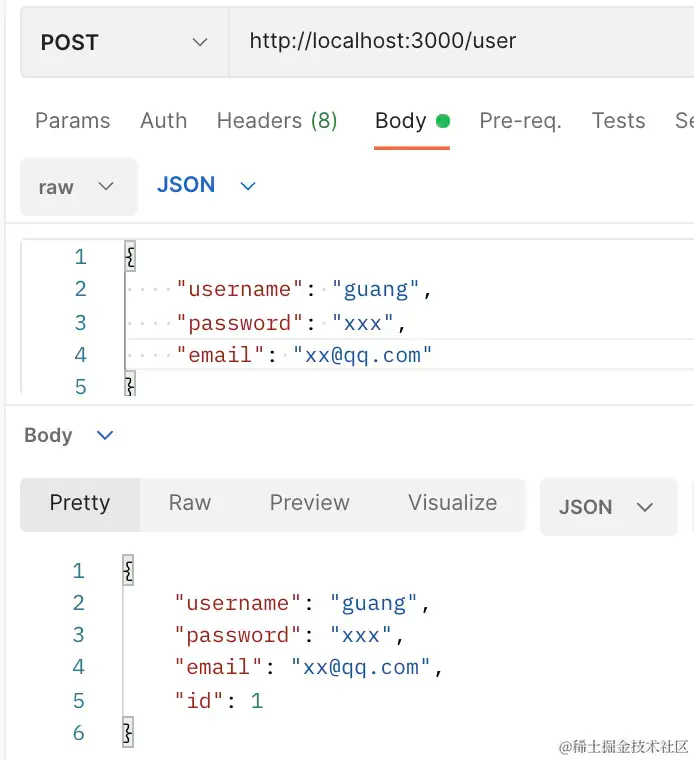 POST http://localhost:3000/user
Params Auth Headers (8) Body Pre-req. Tests Se
raw JSON
1 {
2 "username": "guang",
3 "password": "xxx",
4 "email": "xx@qq.com"
5 }
Body
Pretty Raw Preview Visualize JSON
1 {
2 "username": "guang",
3 "password": "xxx",
4 "email": "xx@qq.com",
5 "id": 1
6 }
@稀土掘金技术社区